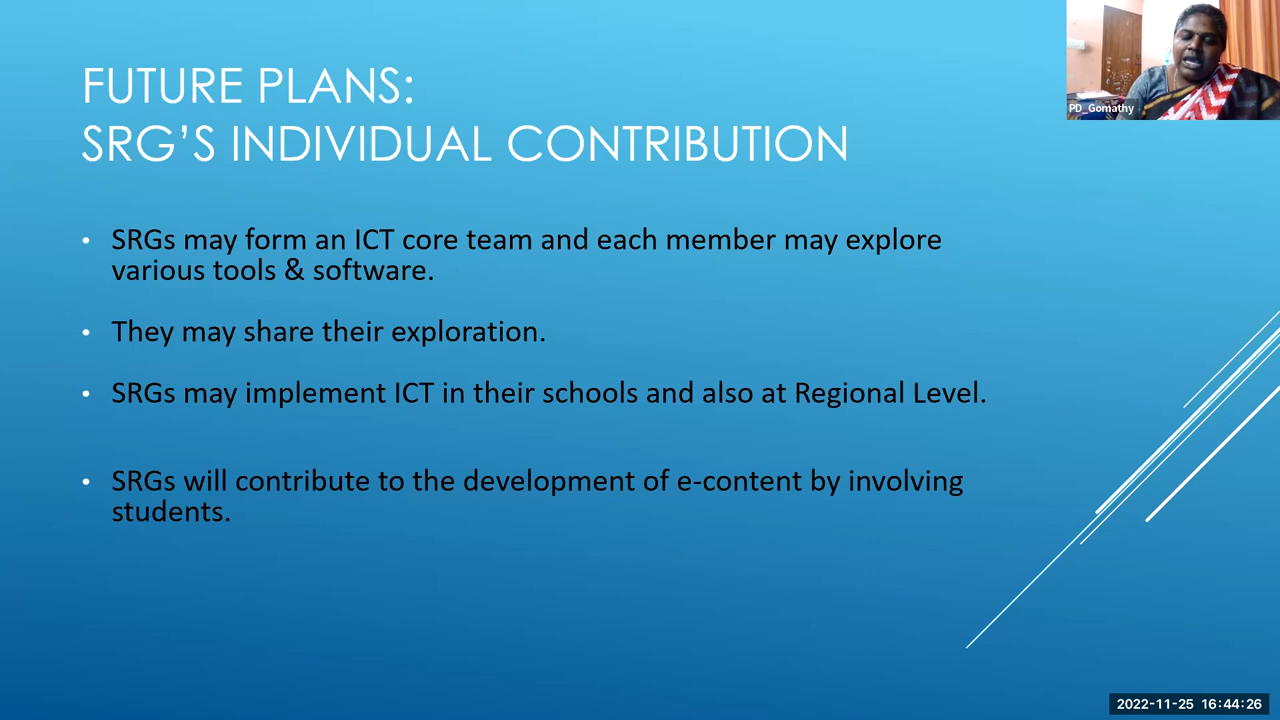 FUTURE PLANS:
SRG'S INDIVIDUAL CONTRIBUTION
PD_Gomathy
• SRGs may form an ICT core team and each member may explore
various tools & software.
• They may share their exploration.
• SRGs may implement ICT in their schools and also at Regional Level.
• SRGs will contribute to the development of e-content by involving
students.
2022-11-25 16:44:26